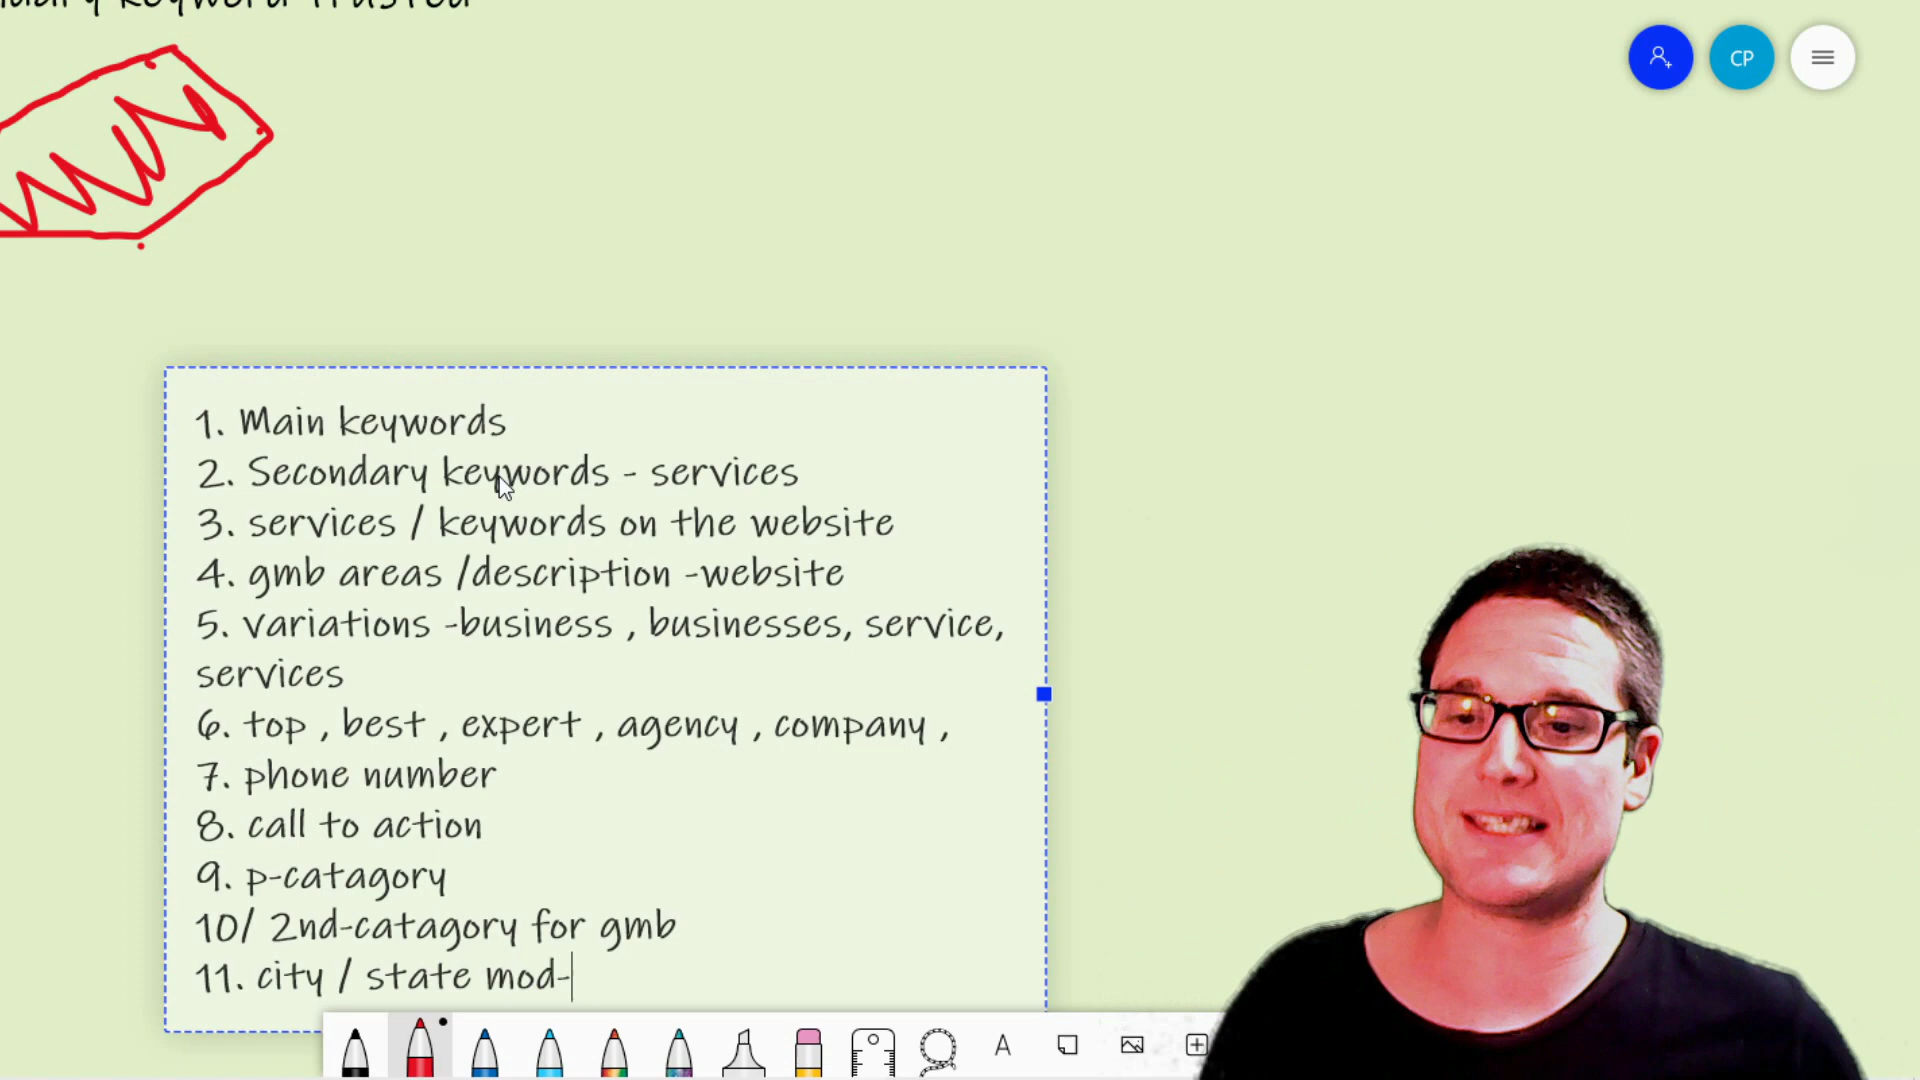 keyword Trusted
CP
1. Main keywords
2. Secondary keywords - services
3. services / keywords on the website
4. gmb areas /description -website
5. variations -business , businesses, service,
services
6. top , best , expert , agency , company ,
7. phone number
8. call to action
9. p-catagory
10/ 2nd-catagory for gmb
11. city / state mod-
A